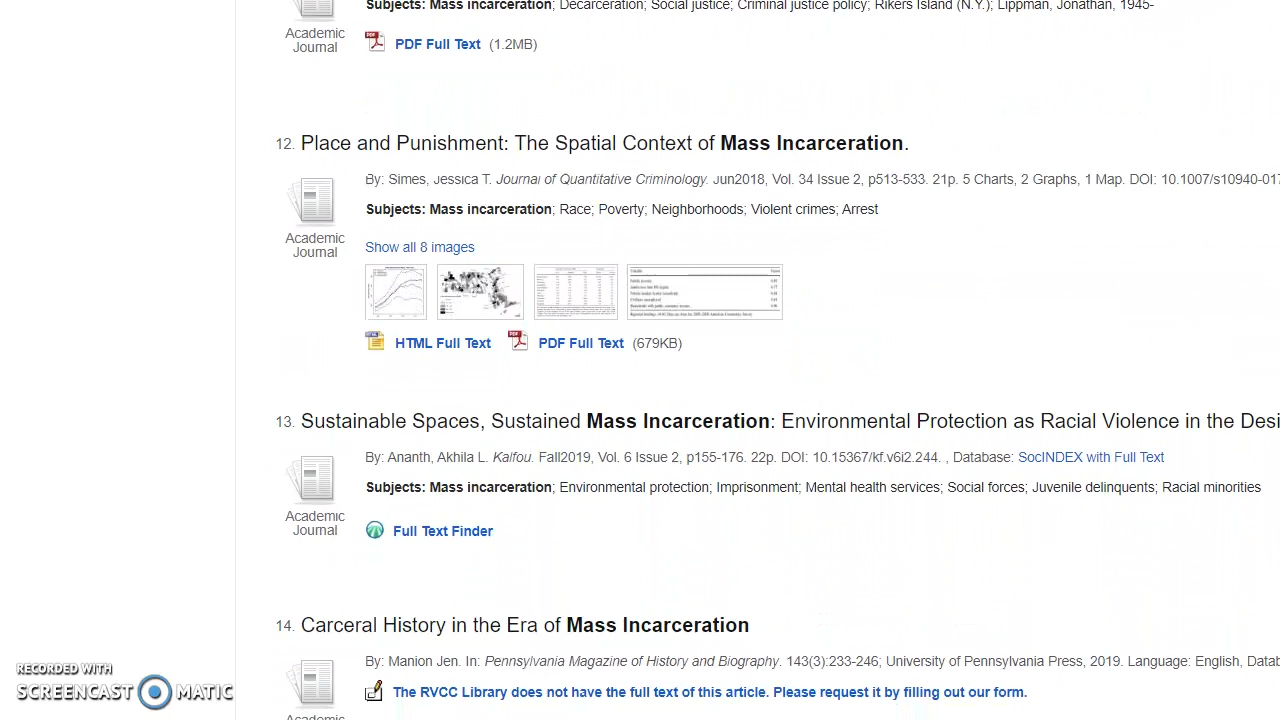 Subjects: Mass incarceration; Decarceration; Social justice; Criminal justice policy; Rikers Island (N.Y.); Lippman, Jonathan, 1945-
Academic
Journal
PDF Full Text (1.2MB)
12. Place and Punishment: The Spatial Context of Mass Incarceration.
By: Simes, Jessica T. Journal of Quantitative Criminology. Jun2018, Vol. 34 Issue 2, p513-533. 21p. 5 Charts, 2 Graphs, 1 Map. DOI: 10.1007/s10940-017
Subjects: Mass incarceration; Race; Poverty; Neighborhoods; Violent crimes; Arrest
Academic
Journal
Show all 8 images
HTML Full Text PDF Full Text (679KB)
13. Sustainable Spaces, Sustained Mass Incarceration: Environmental Protection as Racial Violence in the Desi
By: Ananth, Akhila L. Kalfou. Fall2019, Vol. 6 Issue 2, p155-176. 22p. DOI: 10.15367/kf.v6i2.244. , Database: SocINDEX with Full Text
Subjects: Mass incarceration; Environmental protection; Imprisonment; Mental health services; Social forces; Juvenile delinquents; Racial minorities
Academic
Journal
Full Text Finder
14. Carceral History in the Era of Mass Incarceration
By: Manion Jen. In: Pennsylvania Magazine of History and Biography. 143(3):233-246; University of Pennsylvania Press, 2019. Language: English, Datab
The RVCC Library does not have the full text of this article. Please request it by filling out our form.
Academic
RECORDED WITH
SCREENCAST MATIC